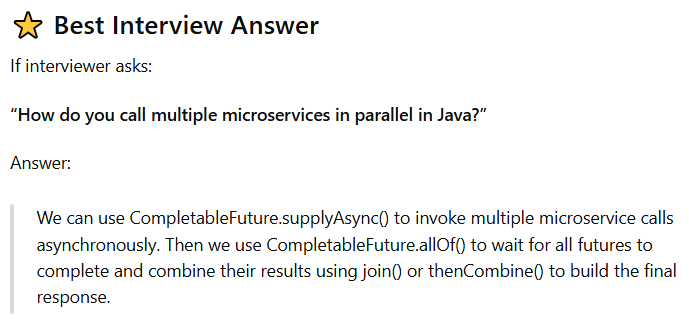 ⭐ Best Interview Answer
If interviewer asks:
“How do you call multiple microservices in parallel in Java?”
Answer:
We can use CompletableFuture.supplyAsync() to invoke multiple microservice calls
asynchronously. Then we use CompletableFuture.allOf() to wait for all futures to
complete and combine their results using join() or thenCombine() to build the final
response.